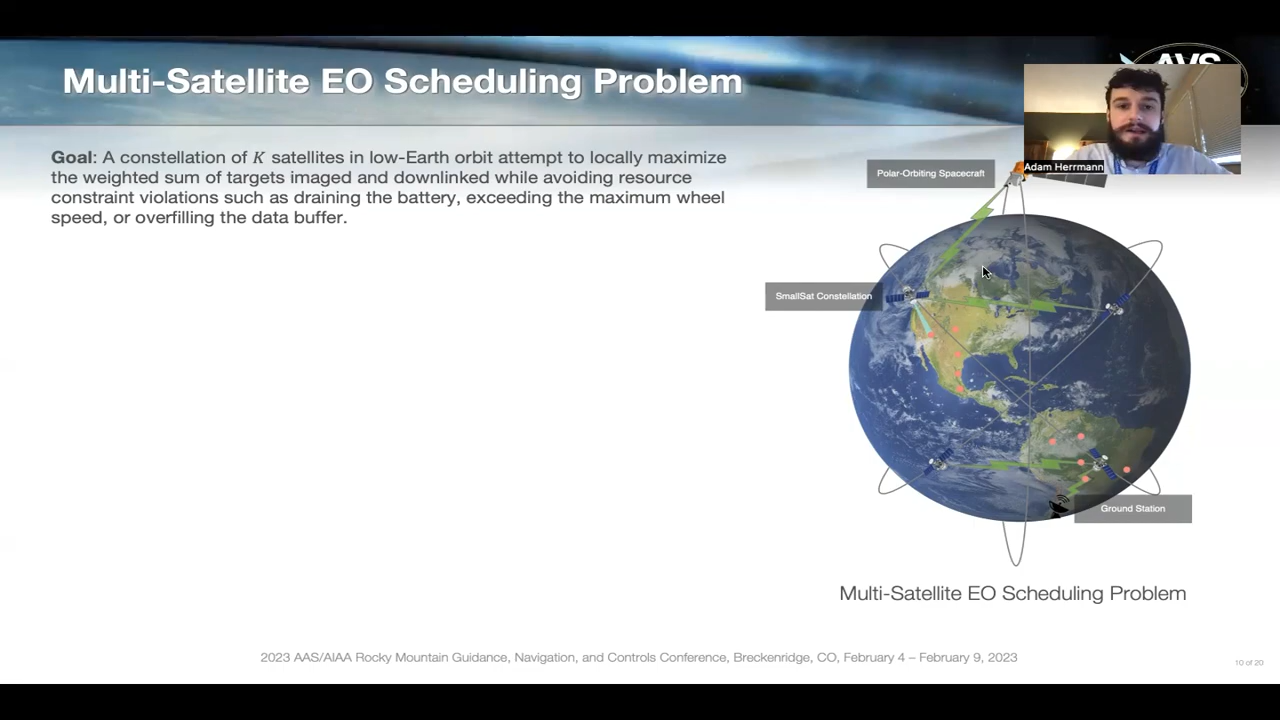 Multi-Satellite EO Scheduling Problem
AVS
Goal: A constellation of K satellites in low-Earth orbit attempt to locally maximize
the weighted sum of targets imaged and downlinked while avoiding resource
constraint violations such as draining the battery, exceeding the maximum wheel
speed, or overfilling the data buffer.
Polar-Orbiting Spacecraft
Adam Herrmann
SmallSat Constellation
Ground Station
Multi-Satellite EO Scheduling Problem
2023 AAS/AIAA Rocky Mountain Guidance, Navigation, and Controls Conference, Breckenridge, CO, February 4 – February 9, 2023
10 of 20